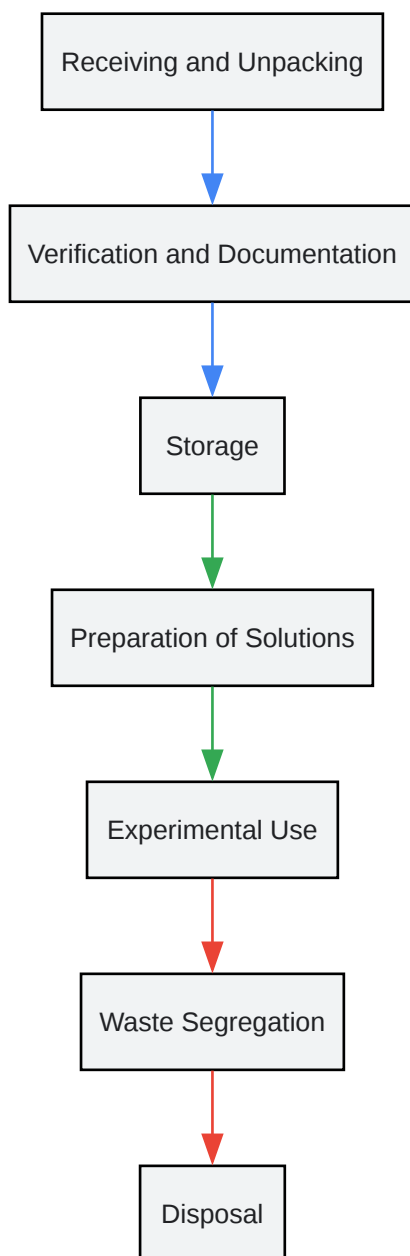 Receiving and Unpacking
Verification and Documentation
Storage
Preparation of Solutions
Experimental Use
Waste Segregation
Disposal